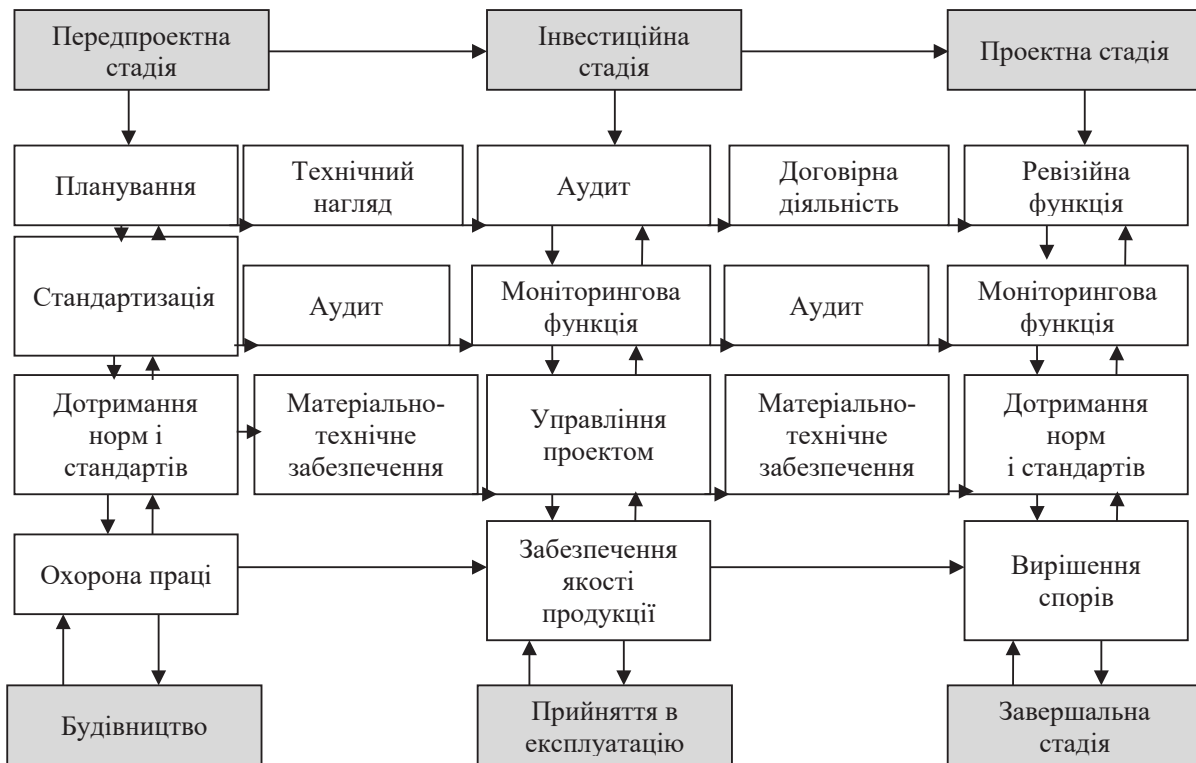 Передпроектна
стадія
Інвестиційна
стадія
Проектна стадія
Планування
Технічний
нагляд
Аудит
Договірна
діяльність
Ревізійна
функція
Стандартизація
Аудит
Моніторингова
функція
Аудит
Моніторингова
функція
Дотримання
норм і
стандартів
Матеріально-
технічне
забезпечення
Управління
проектом
Матеріально-
технічне
забезпечення
Дотримання
норм
і стандартів
Охорона праці
Забезпечення
якості
продукції
Вирішення
спорів
Будівництво
Прийняття в
експлуатацію
Завершальна
стадія